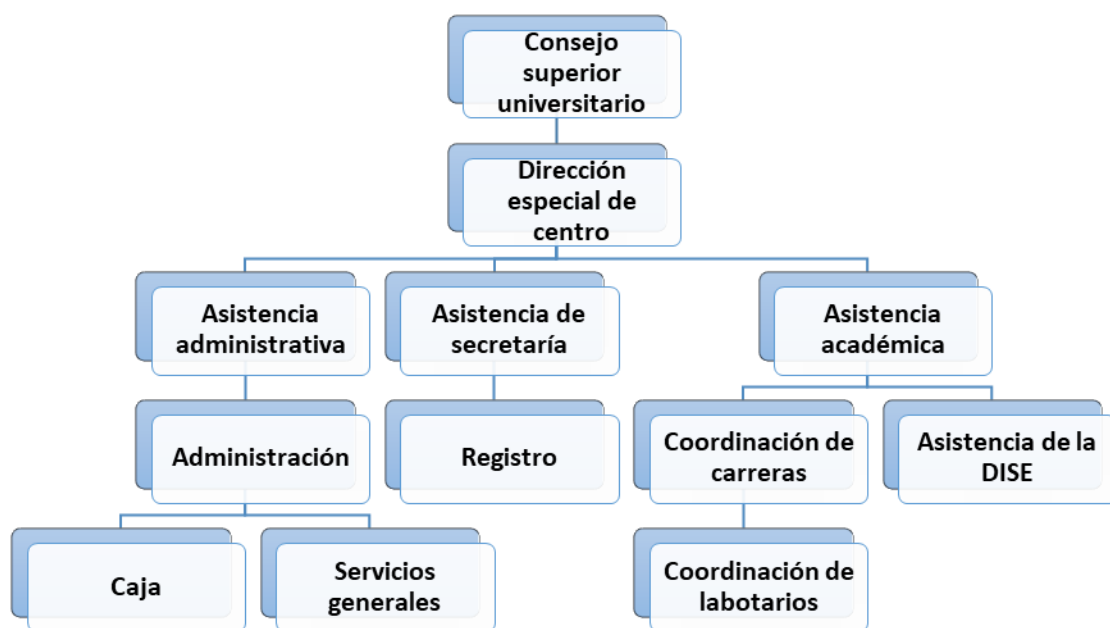 Consejo
superior
universitario
Dirección
especial de
centro
Asistencia
administrativa
Asistencia de
secretaría
Asistencia
académica
Administración
Registro
Coordinación de
carreras
Asistencia de la
DISE
Caja
Servicios
generales
Coordinación de
labotarios